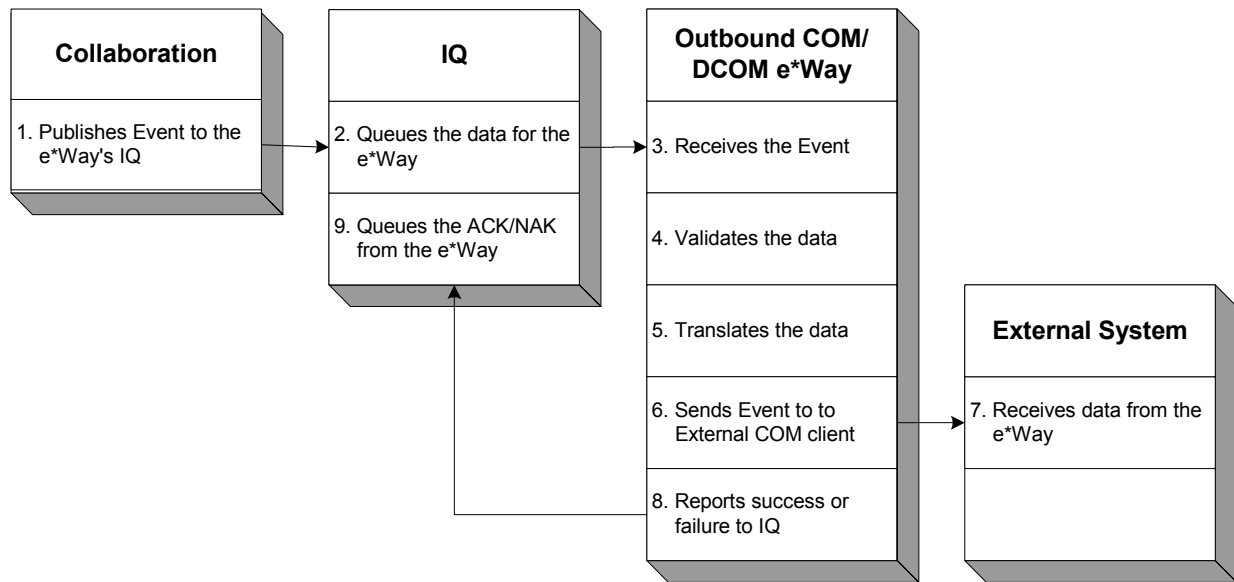 Collaboration
1. Publishes Event to the
e*Way's IQ
IQ
2. Queues the data for the
e*Way
9. Queues the ACK/NAK
from the e*Way
Outbound COM/
DCOM e*Way
3. Receives the Event
4. Validates the data
5. Translates the data
6. Sends Event to to
External COM client
8. Reports success or
failure to IQ
External System
7. Receives data from the
e*Way